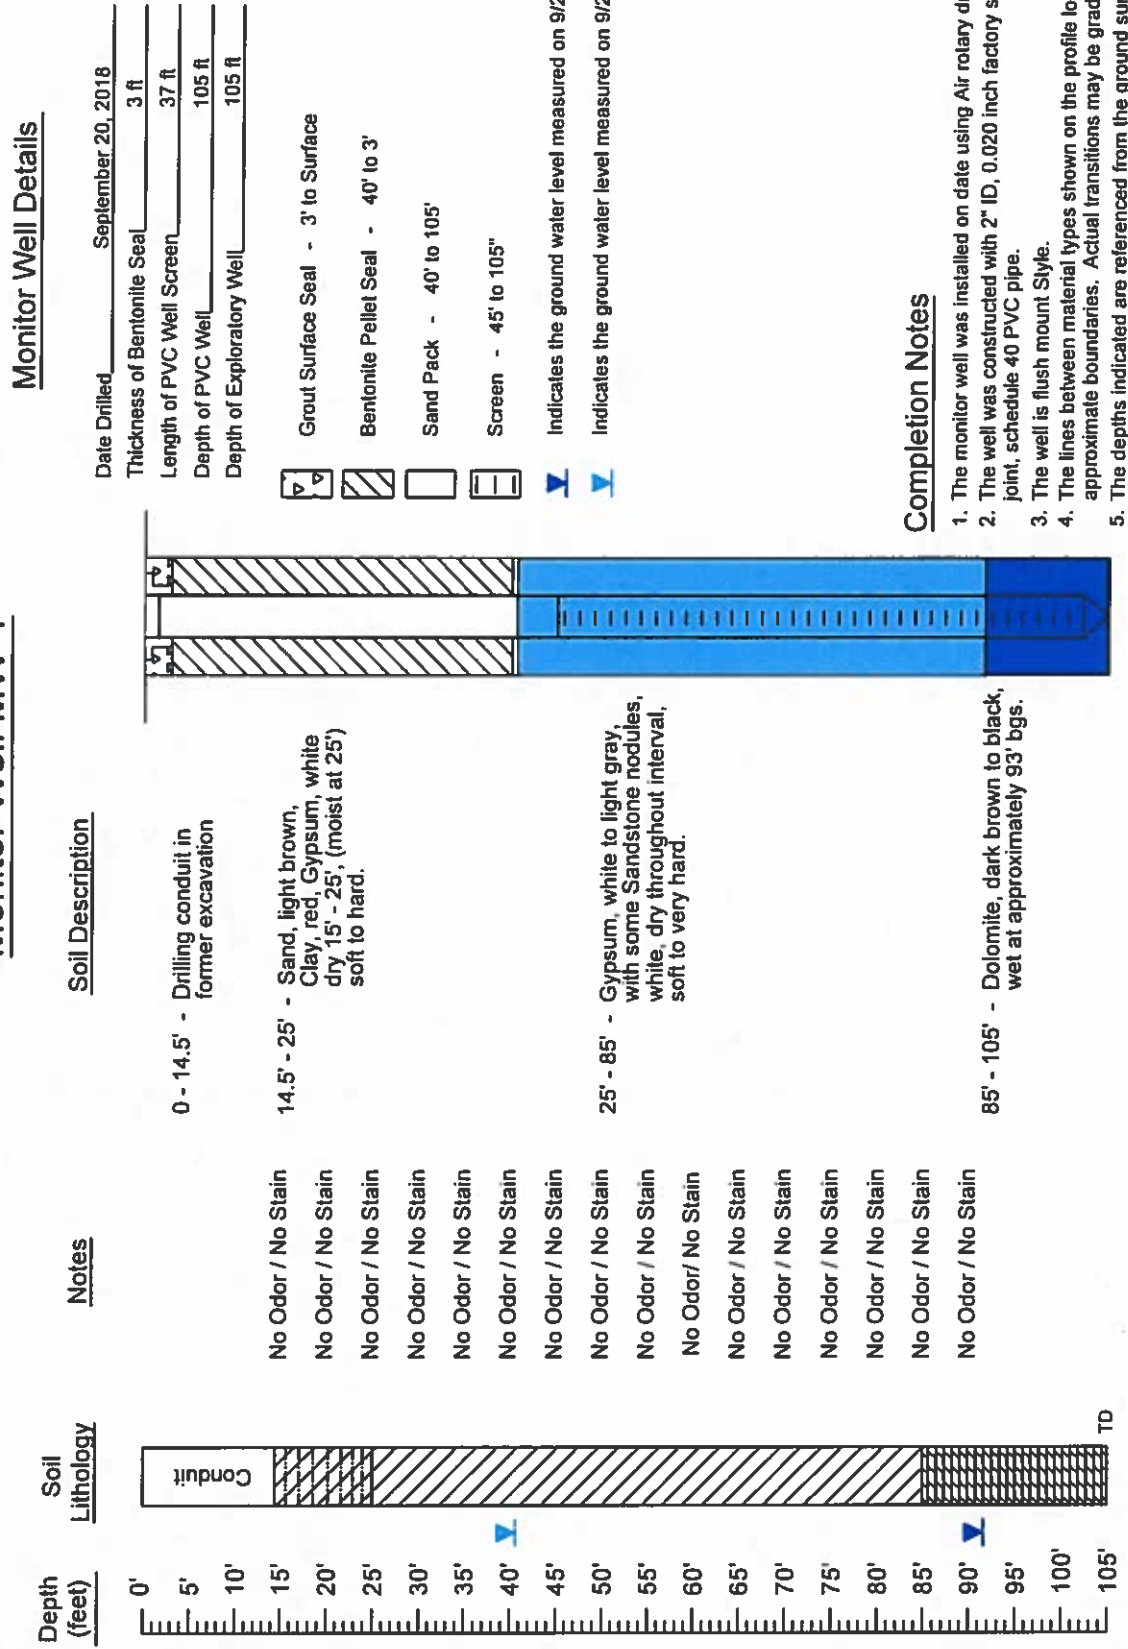 Monitor Well Details
Date Drilled September 20, 2018
Thickness of Bentonite Seal 3 ft
Length of PVC Well Screen 37 ft
Depth of PVC Well 105 ft
Depth of Exploratory Well 105 ft
Grout Surface Seal - 3' to Surface
Bentonite Pellet Seal - 40' to 3'
Sand Pack - 40' to 105'
Screen - 45' to 105"
Indicates the ground water level measured on 9/2
Indicates the ground water level measured on 9/2
Completion Notes
1. The monitor well was installed on date using Air rotary
2. The well was constructed with 2" ID, 0.020 inch factory
joint, schedule 40 PVC pipe.
3. The well is flush mount Style.
4. The lines between material types shown on the profile
approximate boundaries. Actual transitions may be
5. The depths indicated are referenced from the ground
Soil Description
0 - 14.5' - Drilling conduit in
former excavation
14.5' - 25' - Sand, light brown,
Clay, red, Gypsum, white
dry 15' - 25', (moist at 25')
soft to hard.
25' - 85' - Gypsum, white to light gray,
with some Sandstone nodules,
white, dry throughout interval,
soft to very hard.
85' - 105' - Dolomite, dark brown to black,
wet at approximately 93' bgs.
Notes
No Odor / No Stain
No Odor / No Stain
No Odor / No Stain
No Odor / No Stain
No Odor / No Stain
No Odor / No Stain
No Odor / No Stain
No Odor / No Stain
No Odor / No Stain
No Odor/ No Stain
No Odor / No Stain
No Odor / No Stain
No Odor / No Stain
No Odor / No Stain
No Odor / No Stain
No Odor / No Stain
Soil
Lithology
Conduit
TD
Depth
(feet)
0'
5'
10'
15'
20'
25'
30'
35'
40'
45'
50'
55'
60'
65'
70'
75'
80'
85'
90'
95'
100'
105'